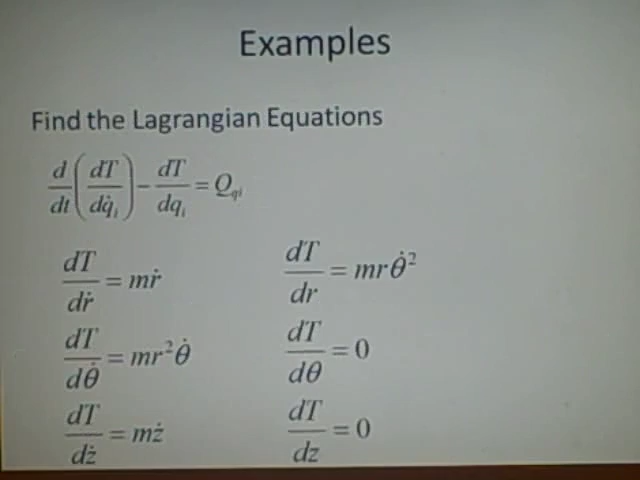 Examples
Find the Lagrangian Equations
d/dt (dT/dq̇ᵢ) − dT/dqᵢ = Q_qi
dT/dṙ = mṙ
dT/dr = mrθ̇²
dT/dθ̇ = mr²θ̇
dT/dθ = 0
dT/dż = mż
dT/dz = 0